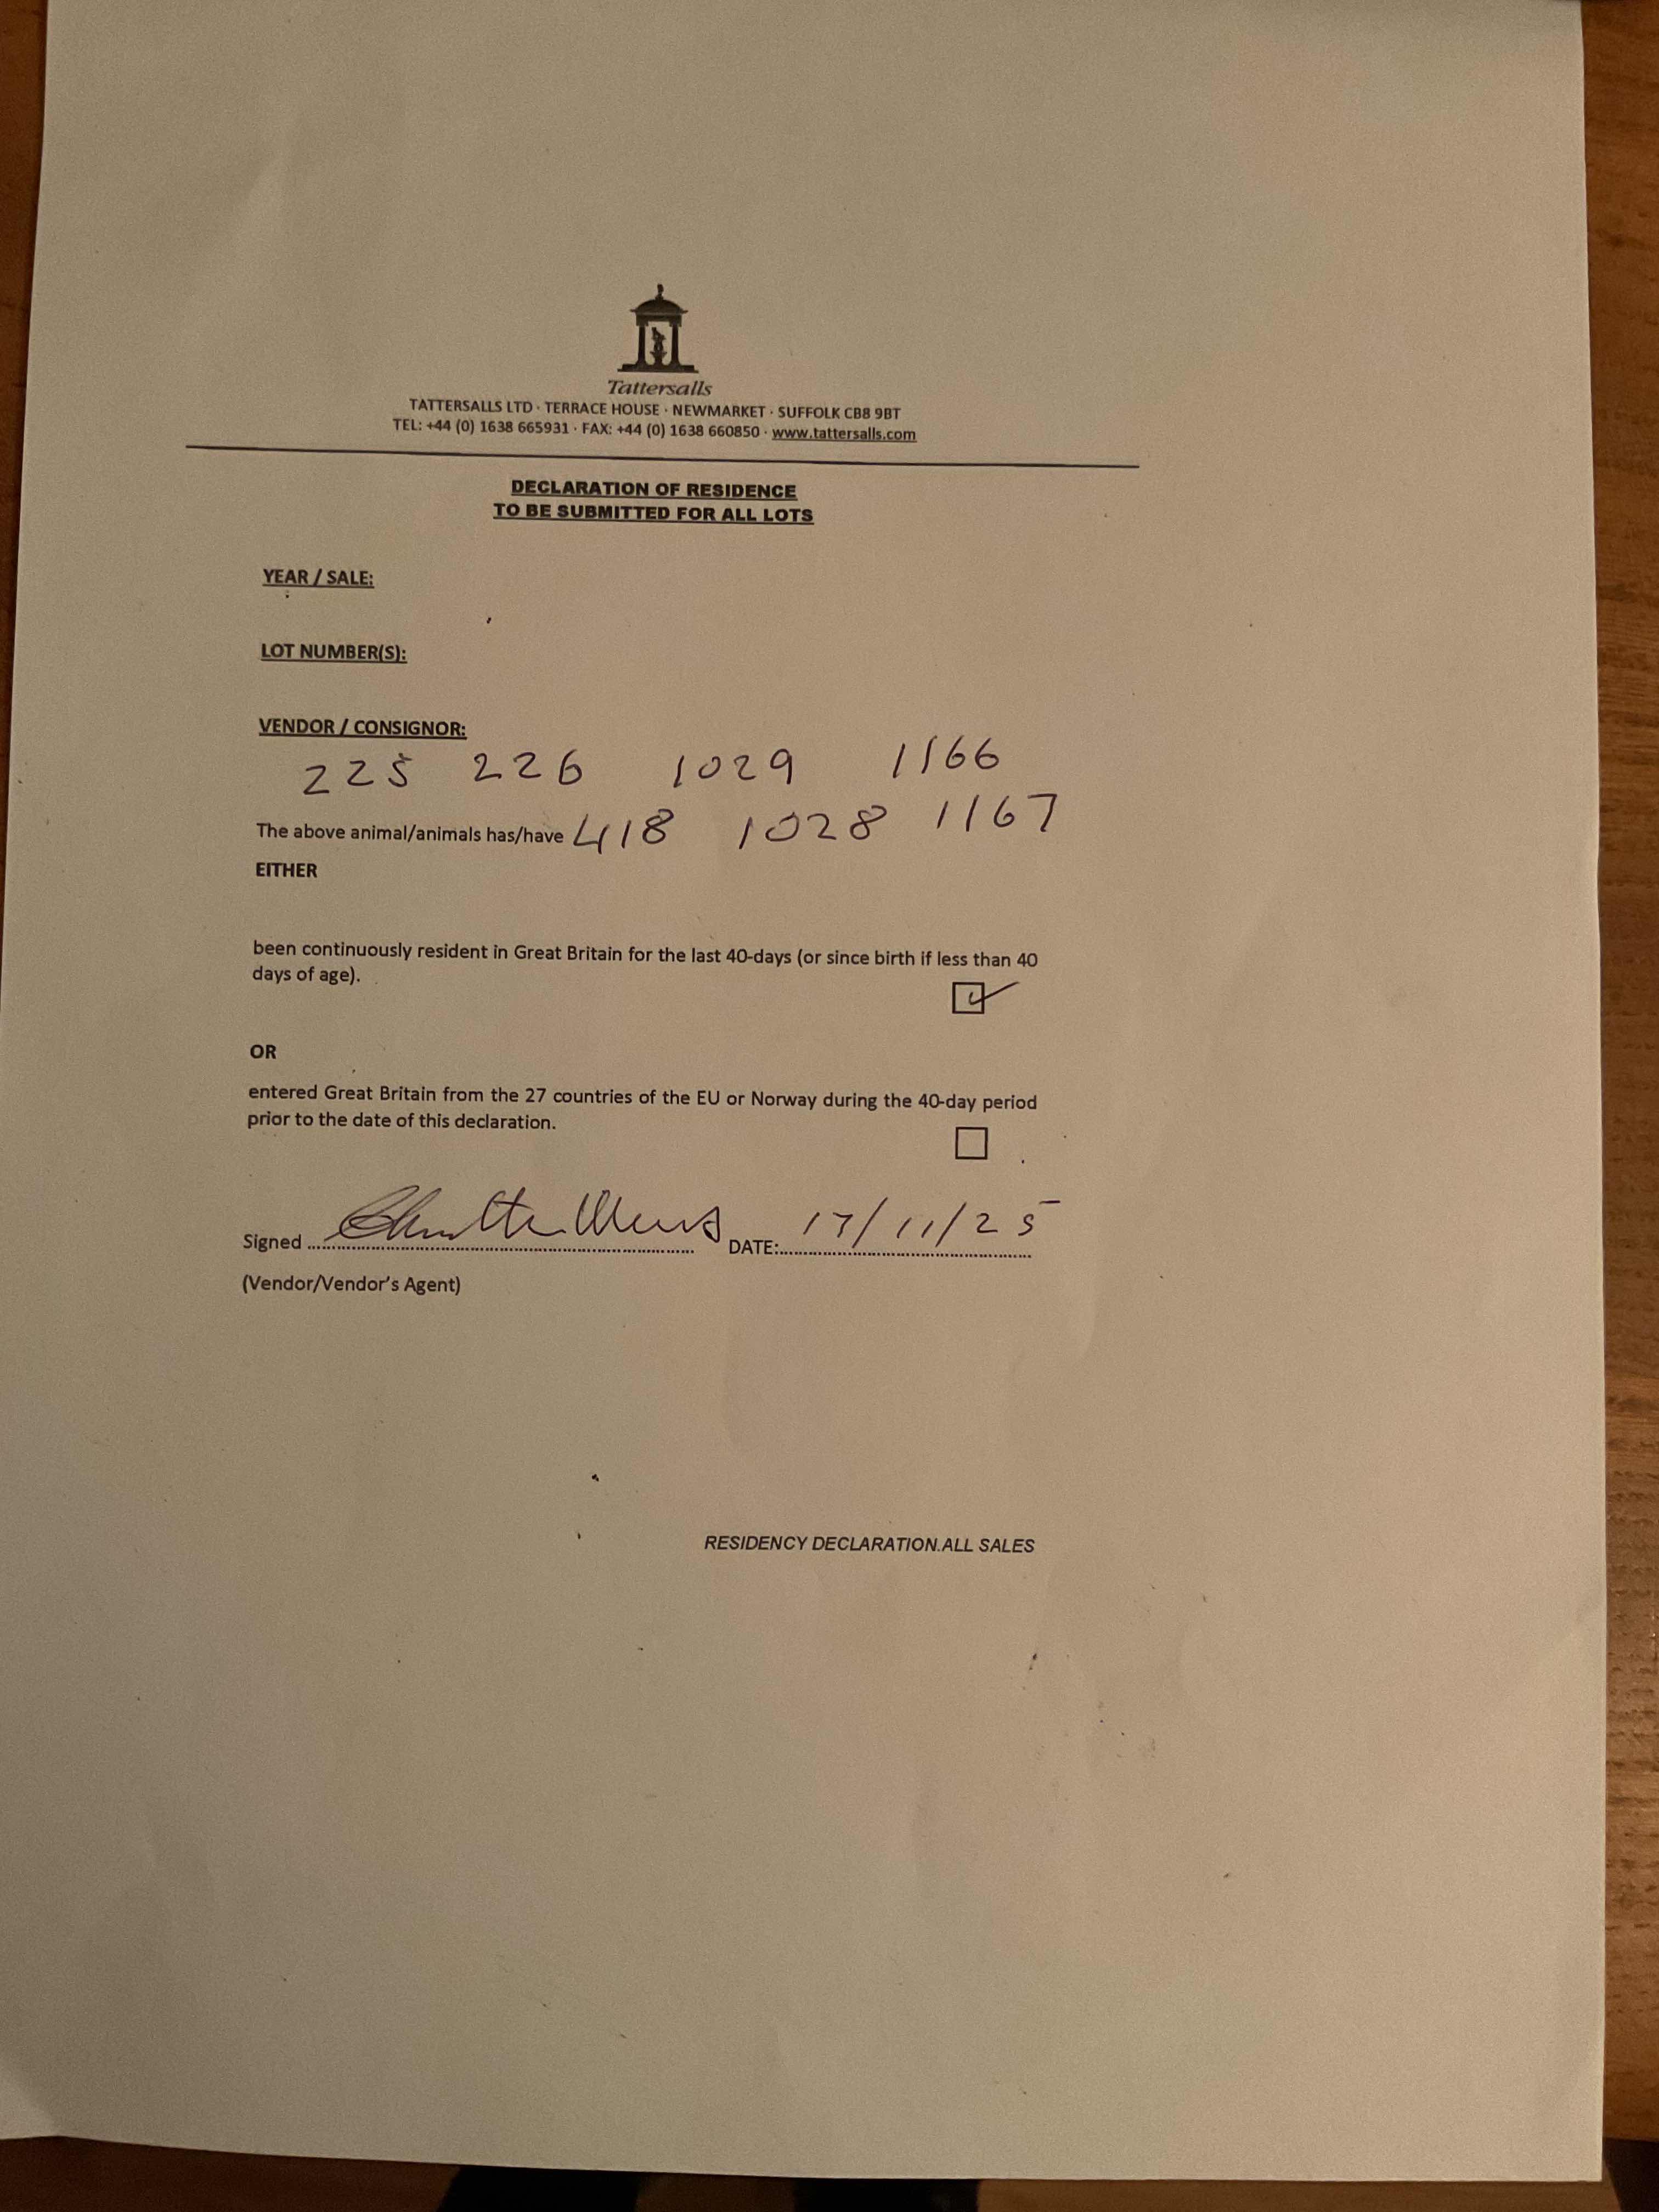 Tattersalls
TATTERSALLS LTD · TERRACE HOUSE · NEWMARKET · SUFFOLK CB8 9BT
TEL: +44 (0) 1638 665931 · FAX: +44 (0) 1638 660850 · www.tattersalls.com
DECLARATION OF RESIDENCE
TO BE SUBMITTED FOR ALL LOTS
YEAR / SALE:
LOT NUMBER(S):
VENDOR / CONSIGNOR:
225 226 1029 1166
The above animal/animals has/have 418 1028 1167
EITHER
been continuously resident in Great Britain for the last 40-days (or since birth if less than 40
days of age).
OR
entered Great Britain from the 27 countries of the EU or Norway during the 40-day period
prior to the date of this declaration.
Signed DATE: 17/11/25
(Vendor/Vendor's Agent)
RESIDENCY DECLARATION.ALL SALES